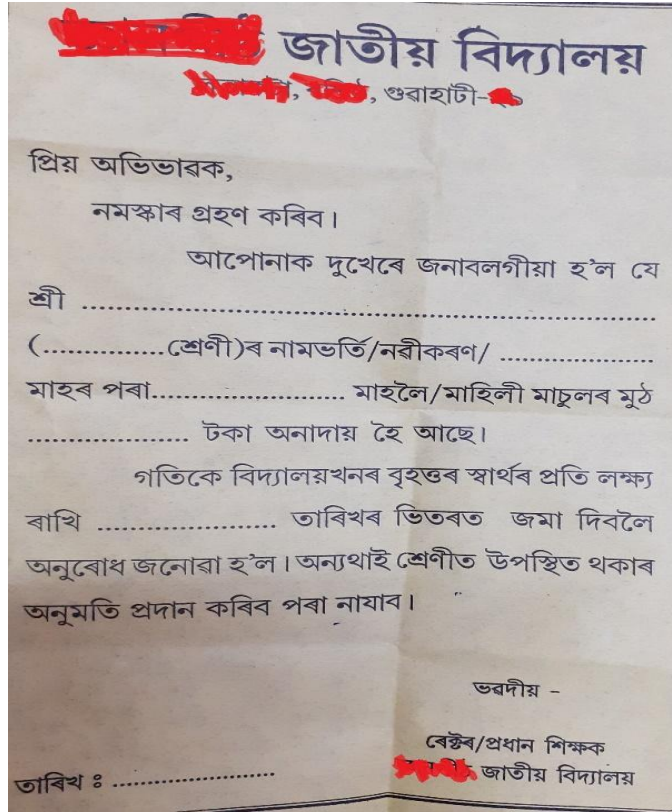 জাতীয় বিদ্যালয়
গুৱাহাটী-
প্ৰিয় অভিভাৱক,
নমস্কাৰ গ্ৰহণ কৰিব।
আপোনাক দুখেৰে জনাবলগীয়া হ'ল যে
শ্ৰী ........................................................................
(...............শ্ৰেণী)ৰ নামভৰ্তি/নৱীকৰণ/ ...................
মাহৰ পৰা........................ মাহলৈ/মাহিলী মাচুলৰ মুঠ
.................... টকা অনাদায় হৈ আছে।
গতিকে বিদ্যালয়খনৰ বৃহত্তৰ স্বাৰ্থৰ প্ৰতি লক্ষ্য
ৰাখি ...................... তাৰিখৰ ভিতৰত জমা দিবলৈ
অনুৰোধ জনোৱা হ'ল। অন্যথাই শ্ৰেণীত উপস্থিত থকাৰ
অনুমতি প্ৰদান কৰিব পৰা নাযাব।
ভৱদীয় -
ৰেক্টৰ/প্ৰধান শিক্ষক
জাতীয় বিদ্যালয়
তাৰিখ ঃ .......................